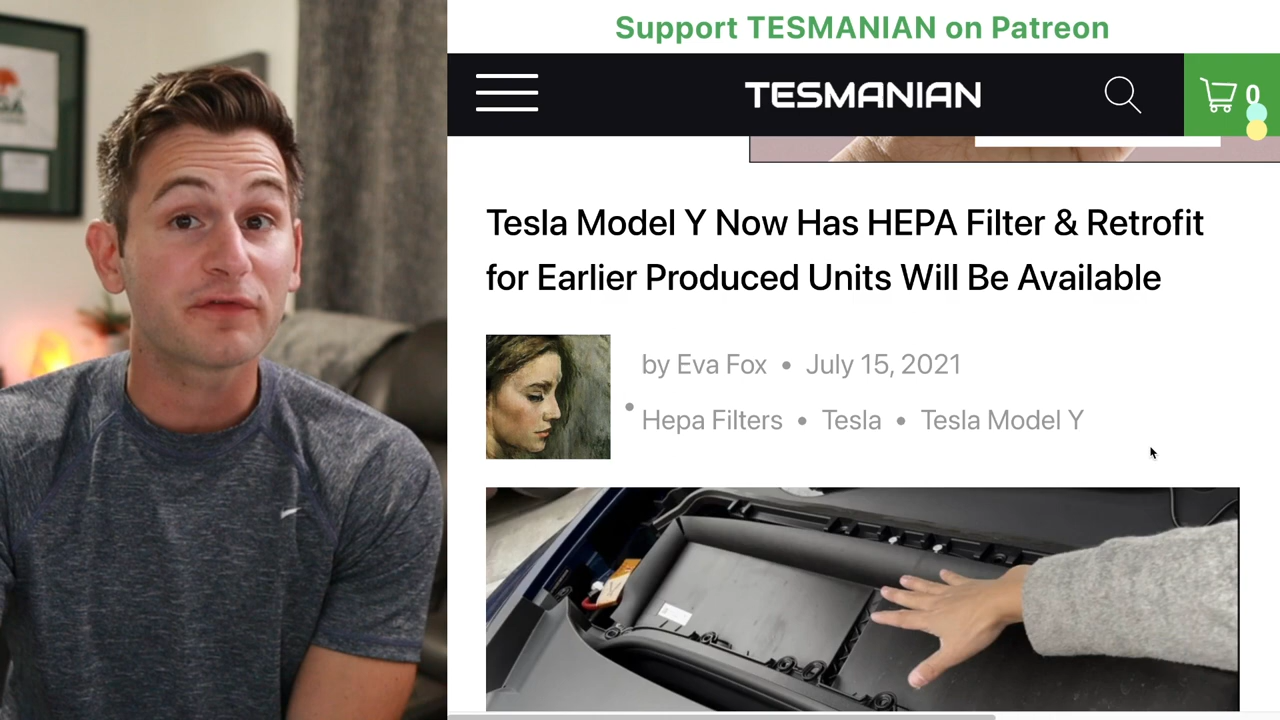 Support TESMANIAN on Patreon
TESMANIAN
0
Tesla Model Y Now Has HEPA Filter & Retrofit
for Earlier Produced Units Will Be Available
by Eva Fox • July 15, 2021
• Hepa Filters • Tesla • Tesla Model Y